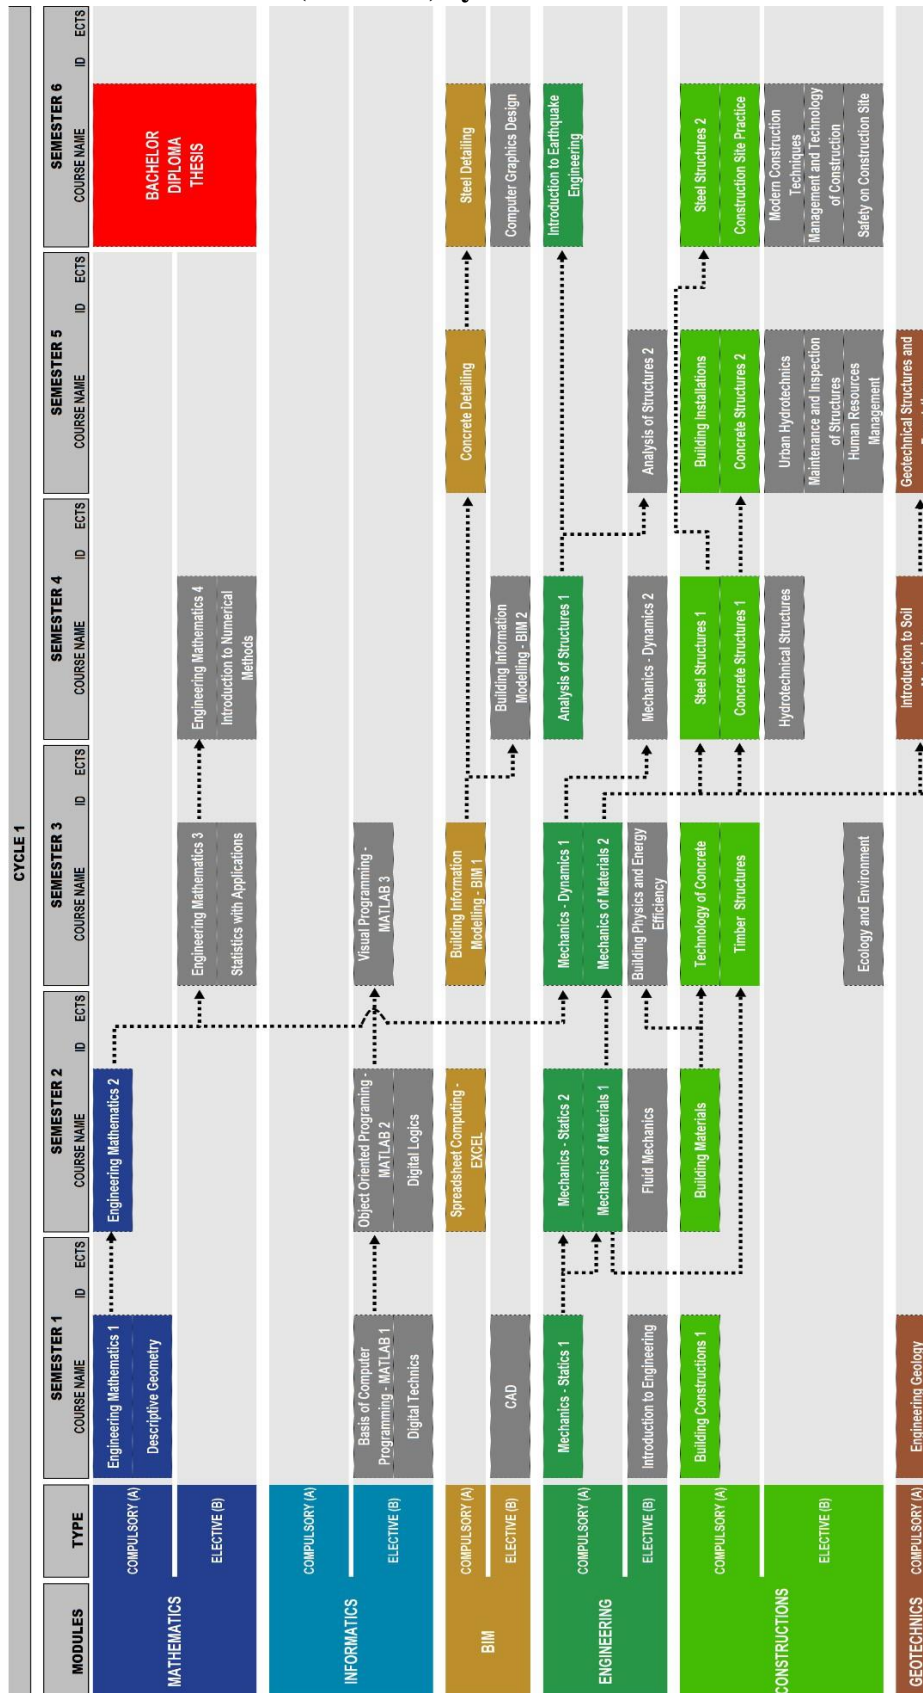 CYCLE 1
MODULES
TYPE
SEMESTER 1
COURSE NAME
ID
ECTS
SEMESTER 2
COURSE NAME
ID
ECTS
SEMESTER 3
COURSE NAME
ID
ECTS
SEMESTER 4
COURSE NAME
ID
ECTS
SEMESTER 5
COURSE NAME
ID
ECTS
SEMESTER 6
COURSE NAME
ID
ECTS
MATHEMATICS
COMPULSORY (A)
Engineering Mathematics 1
Descriptive Geometry
Engineering Mathematics 2
BACHELOR
DIPLOMA
THESIS
ELECTIVE (B)
Engineering Mathematics 3
Statistics with Applications
Engineering Mathematics 4
Introduction to Numerical
Methods
INFORMATICS
COMPULSORY (A)
ELECTIVE (B)
Basis of Computer
Programming - MATLAB 1
Digital Technics
Object Oriented Programing -
MATLAB 2
Digital Logics
Visual Programming -
MATLAB 3
BIM
COMPULSORY (A)
Spreadsheet Computing -
EXCEL
Building Information
Modelling - BIM 1
Concrete Detailing
Steel Detailing
ELECTIVE (B)
CAD
Building Information
Modelling - BIM 2
Computer Graphics Design
ENGINEERING
COMPULSORY (A)
Mechanics - Statics 1
Mechanics - Statics 2
Mechanics of Materials 1
Mechanics - Dynamics 1
Mechanics of Materials 2
Analysis of Structures 1
Introduction to Earthquake
Engineering
ELECTIVE (B)
Introduction to Engineering
Fluid Mechanics
Building Physics and Energy
Efficiency
Mechanics - Dynamics 2
Analysis of Structures 2
CONSTRUCTIONS
COMPULSORY (A)
Building Constructions 1
Building Materials
Technology of Concrete
Timber Structures
Steel Structures 1
Concrete Structures 1
Building Installations
Concrete Structures 2
Steel Structures 2
Construction Site Practice
ELECTIVE (B)
Ecology and Environment
Hydrotechnical Structures
Urban Hydrotechnics
Maintenance and Inspection
of Structures
Human Resources
Management
Modern Construction
Techniques
Management and Technology
of Construction
Safety on Construction Site
GEOTECHNICS
COMPULSORY (A)
Engineering Geology
Introduction to Soil
Geotechnical Structures and